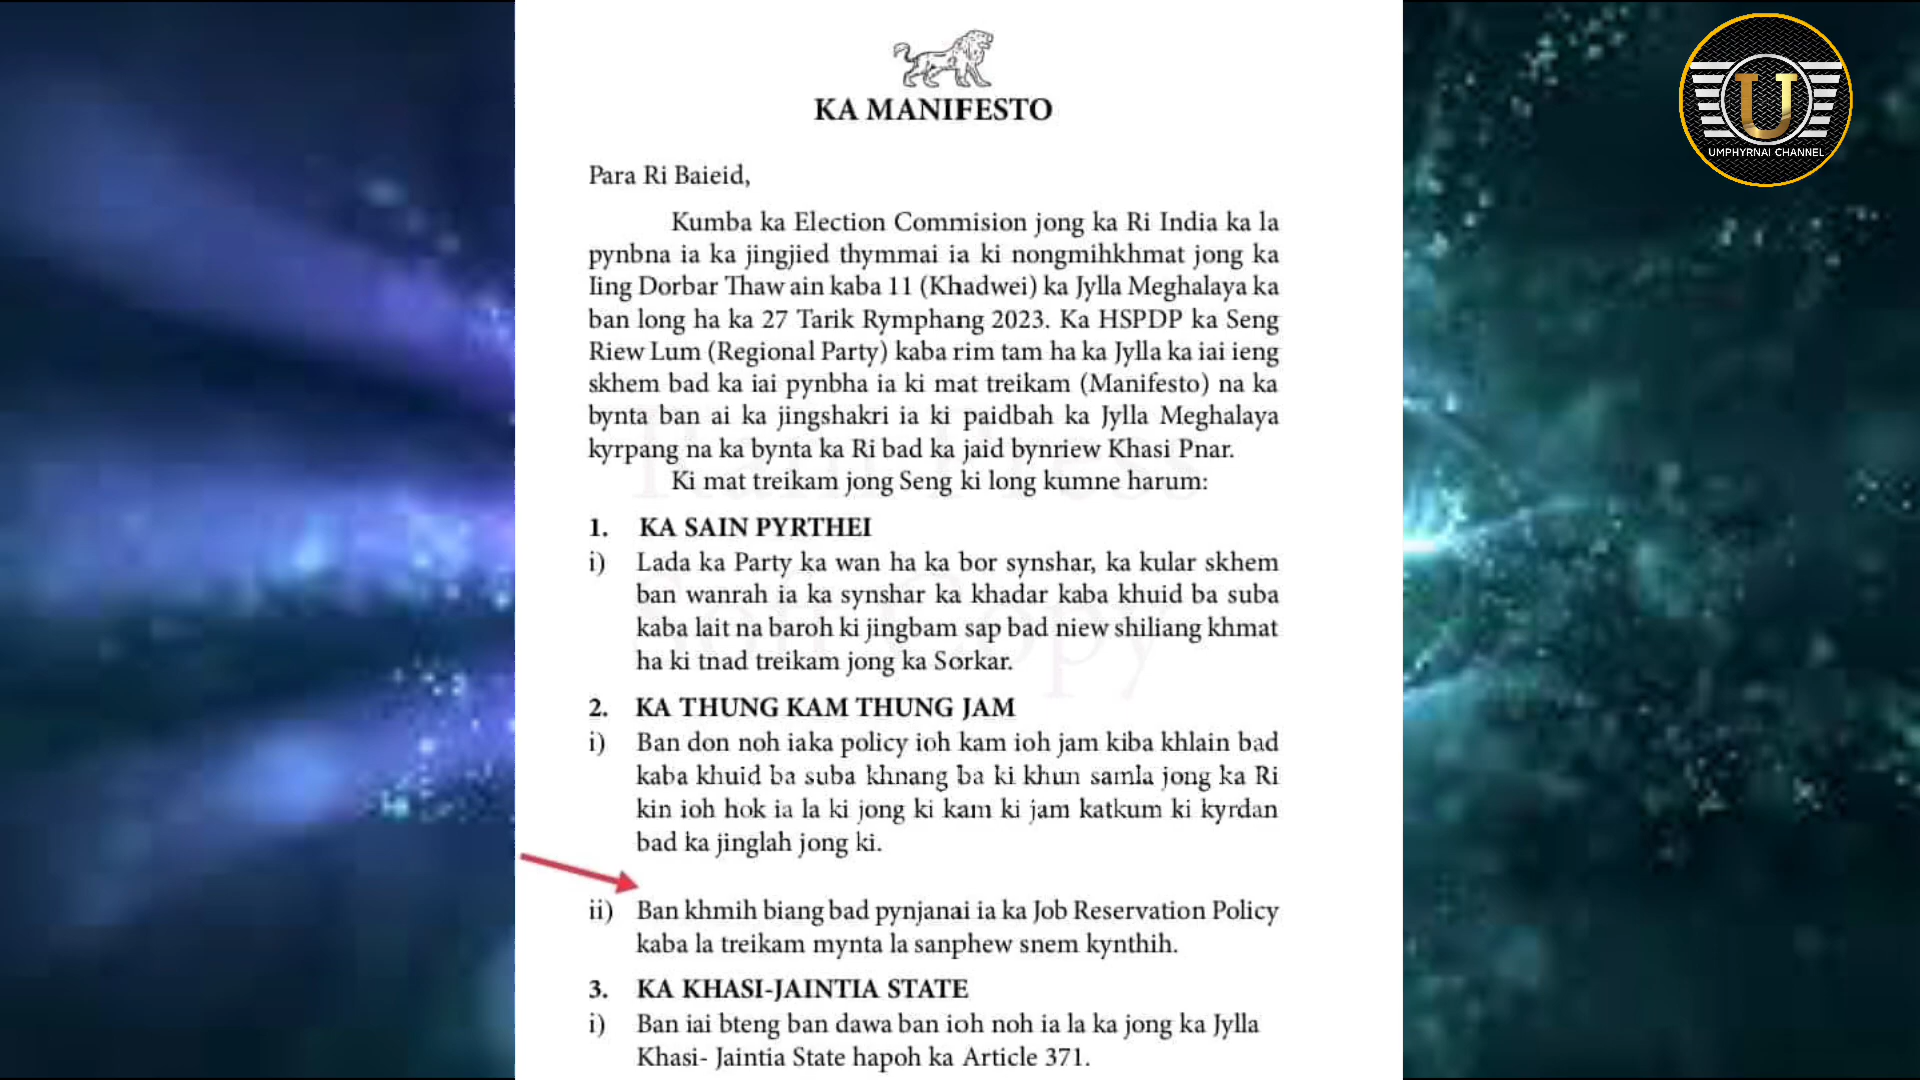 KA MANIFESTO
Para Ri Baieid,
Kumba ka Election Commision jong ka Ri India ka la
pynbna ia ka jingjied thymmai ia ki nongmihkhmat jong ka
Iing Dorbar Thaw ain kaba 11 (Khadwei) ka Jylla Meghalaya ka
ban long ha ka 27 Tarik Rymphang 2023. Ka HSPDP ka Seng
Riew Lum (Regional Party) kaba rim tam ha ka Jylla ka iai ieng
skhem bad ka iai pynbha ia ki mat treikam (Manifesto) na ka
bynta ban ai ka jingshakri ia ki paidbah ka Jylla Meghalaya
kyrpang na ka bynta ka Ri bad ka jaid bynriew Khasi Pnar.
Ki mat treikam jong Seng ki long kumne harum:
1. KA SAIN PYRTHEI
i) Lada ka Party ka wan ha ka bor synshar, ka kular skhem
ban wanrah ia ka synshar ka khadar kaba khuid ba suba
kaba lait na baroh ki jingbam sap bad niew shiliang khmat
ha ki tnad treikam jong ka Sorkar.
2. KA THUNG KAM THUNG JAM
i) Ban don noh iaka policy ioh kam ioh jam kiba khlain bad
kaba khuid ba suba khnang ba ki khun samla jong ka Ri
kin ioh hok ia la ki jong ki kam ki jam katkum ki kyrdan
bad ka jinglah jong ki.
ii) Ban khmih biang bad pynjanai ia ka Job Reservation Policy
kaba la treikam mynta la sanphew snem kynthih.
3. KA KHASI-JAINTIA STATE
i) Ban iai bteng ban dawa ban ioh noh ia la ka jong ka Jylla
Khasi- Jaintia State hapoh ka Article 371.
U
UMPHYRNAI CHANNEL
Soft Copy